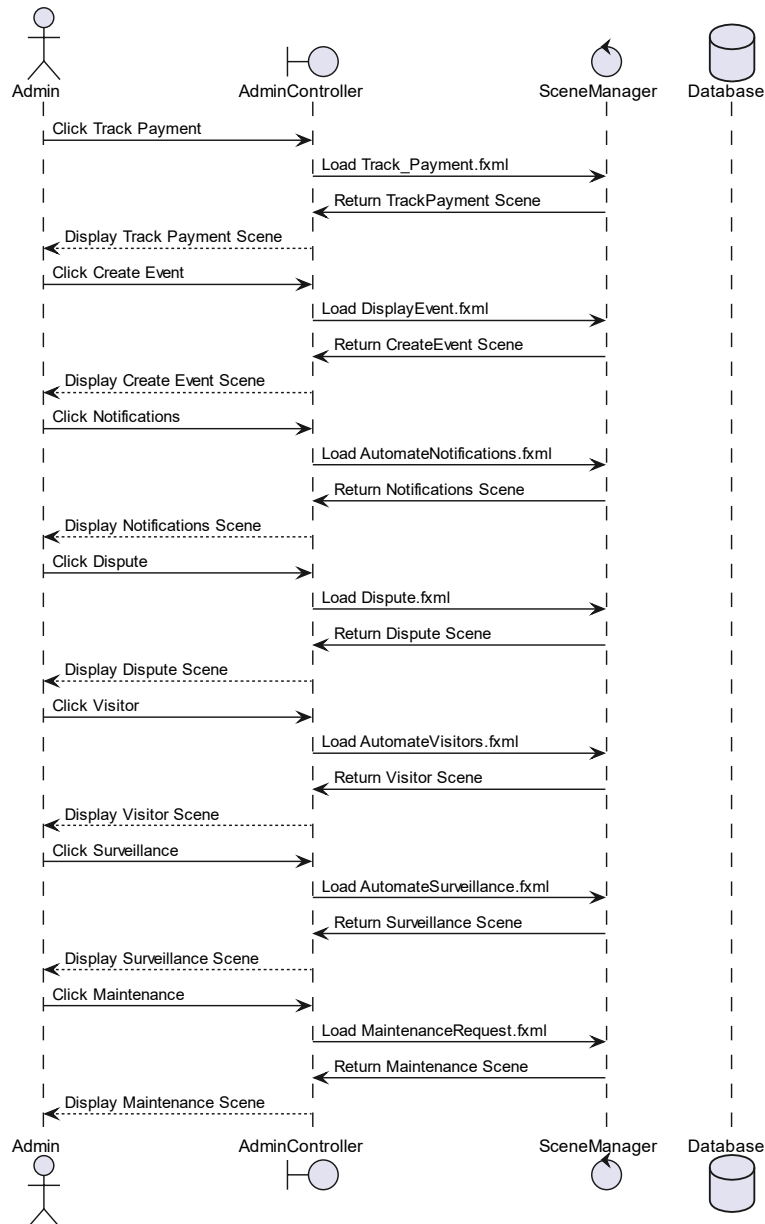 Admin
AdminController
SceneManager
Database
Click Track Payment
Load Track_Payment.fxml
Return TrackPayment Scene
Display Track Payment Scene
Click Create Event
Load DisplayEvent.fxml
Return CreateEvent Scene
Display Create Event Scene
Click Notifications
Load AutomateNotifications.fxml
Return Notifications Scene
Display Notifications Scene
Click Dispute
Load Dispute.fxml
Return Dispute Scene
Display Dispute Scene
Click Visitor
Load AutomateVisitors.fxml
Return Visitor Scene
Display Visitor Scene
Click Surveillance
Load AutomateSurveillance.fxml
Return Surveillance Scene
Display Surveillance Scene
Click Maintenance
Load MaintenanceRequest.fxml
Return Maintenance Scene
Display Maintenance Scene
Admin
AdminController
SceneManager
Database